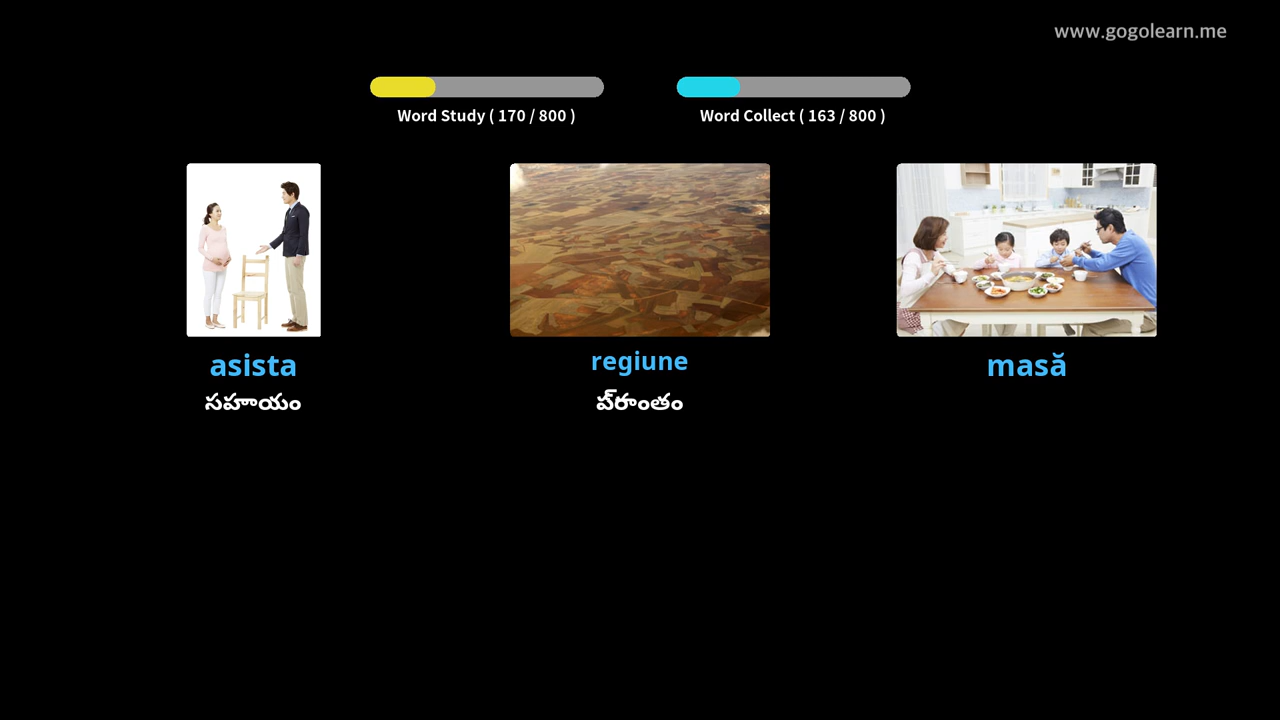 www.gogolearn.me
Word Study ( 170 / 800 )
Word Collect ( 163 / 800 )
asista
regiune
masă
సహాయం
ప్రాంతం